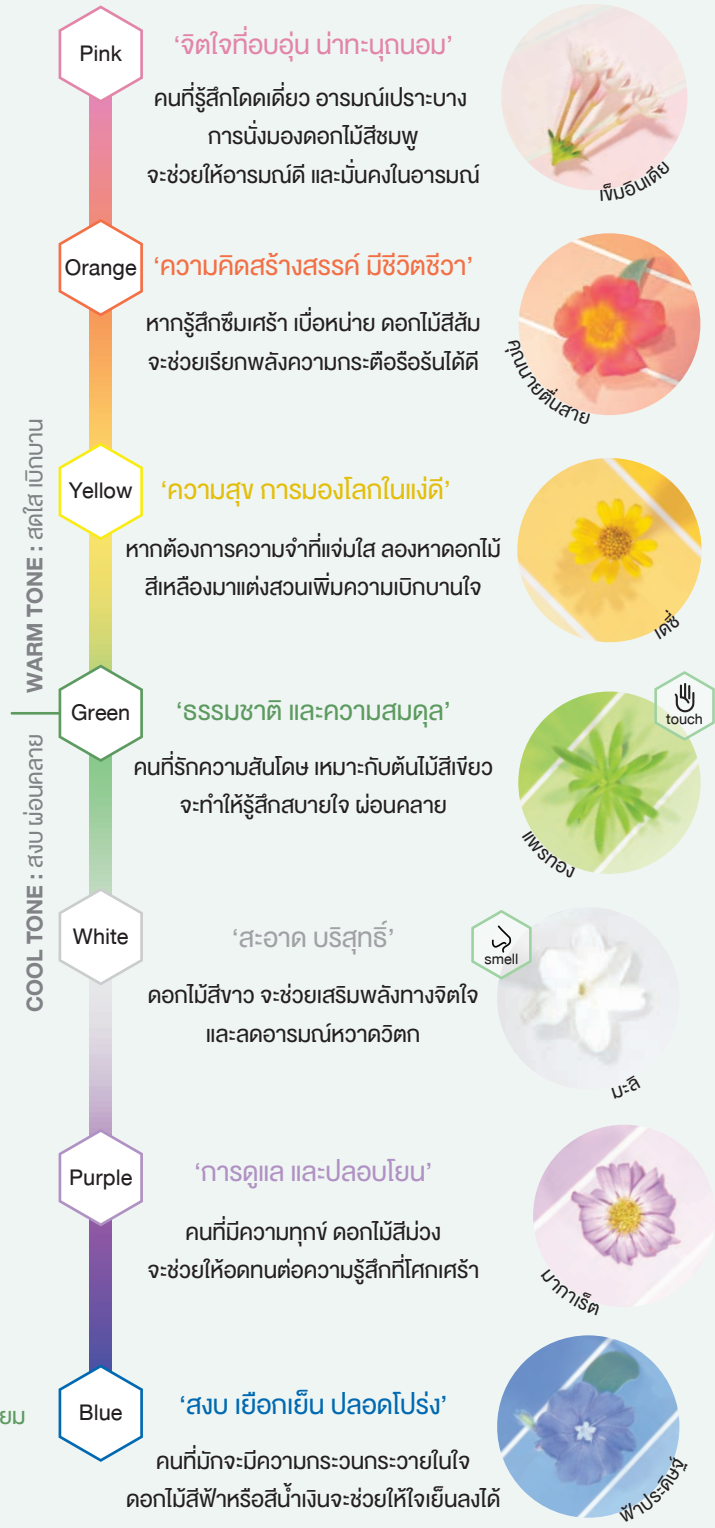 Pink
‘จิตใจที่อบอุ่น น่าทะนุถนอม’
คนที่รู้สึกโดดเดี่ยว อารมณ์เปราะบาง
การนั่งมองดอกไม้สีชมพู
จะช่วยให้อารมณ์ดี และมั่นคงในอารมณ์
เข็มอินเดีย
Orange
‘ความคิดสร้างสรรค์ มีชีวิตชีวา’
หากรู้สึกซึมเศร้า เบื่อหน่าย ดอกไม้สีส้ม
จะช่วยเรียกพลังความกระตือรือร้นได้ดี
คุณนายตื่นสาย
WARM TONE : สดใส เบิกบาน
Yellow
‘ความสุข การมองโลกในแง่ดี’
หากต้องการความจำที่แจ่มใส ลองหาดอกไม้
สีเหลืองมาแต่งสวนเพิ่มความเบิกบานใจ
เดซี่
Green
‘ธรรมชาติ และความสมดุล’
คนที่รักความสันโดษ เหมาะกับต้นไม้สีเขียว
จะทำให้รู้สึกสบายใจ ผ่อนคลาย
touch
แพรทอง
COOL TONE : สงบ ผ่อนคลาย
White
‘สะอาด บริสุทธิ์’
ดอกไม้สีขาว จะช่วยเสริมพลังทางจิตใจ
และลดอารมณ์หวาดวิตก
smell
มะลิ
Purple
‘การดูแล และปลอบโยน’
คนที่มีความทุกข์ ดอกไม้สีม่วง
จะช่วยให้อดทนต่อความรู้สึกที่โศกเศร้า
มากาเร็ต
ยม
Blue
‘สงบ เยือกเย็น ปลอดโปร่ง’
คนที่มักจะมีความกระวนกระวายในใจ
ดอกไม้สีฟ้าหรือสีน้ำเงินจะช่วยให้ใจเย็นลงได้
ฟ้าประดิษฐ์